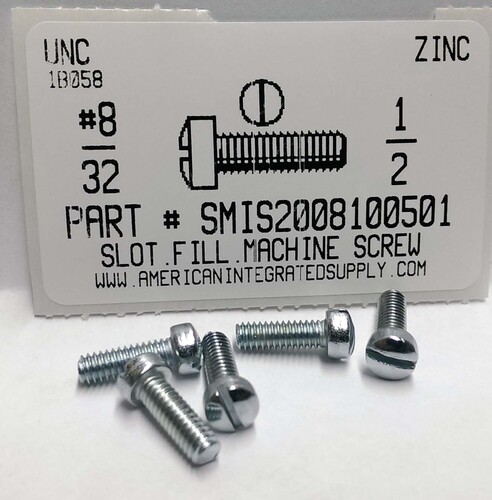 UNC
1B058
ZINC
#8
32
1
2
PART # SMIS2008100501
SLOT.FILL.MACHINE SCREW
WWW.AMERICANINTEGRATEDSUPPLY.COM